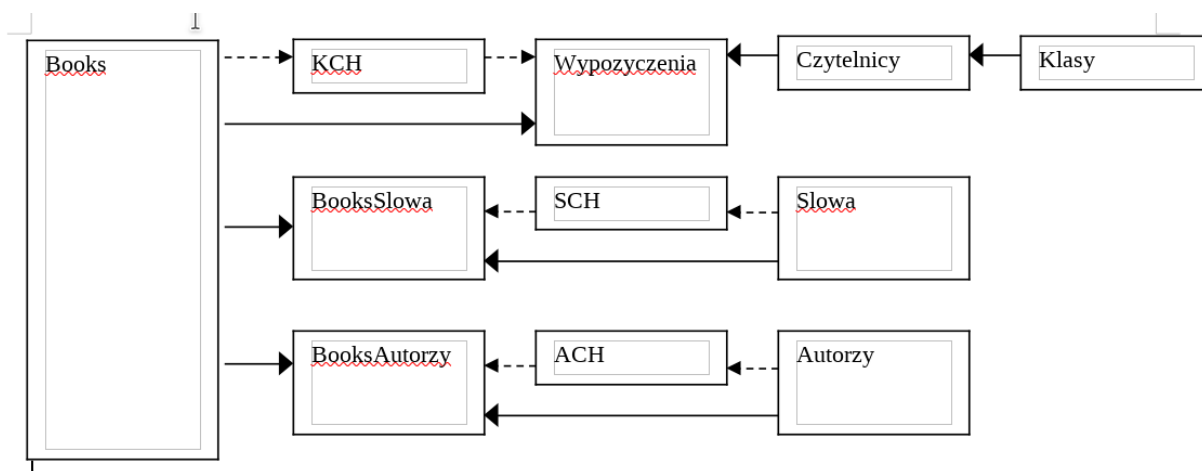 Books
KCH
Wypozyczenia
Czytelnicy
Klasy
BooksSlowa
SCH
Slowa
BooksAutorzy
ACH
Autorzy